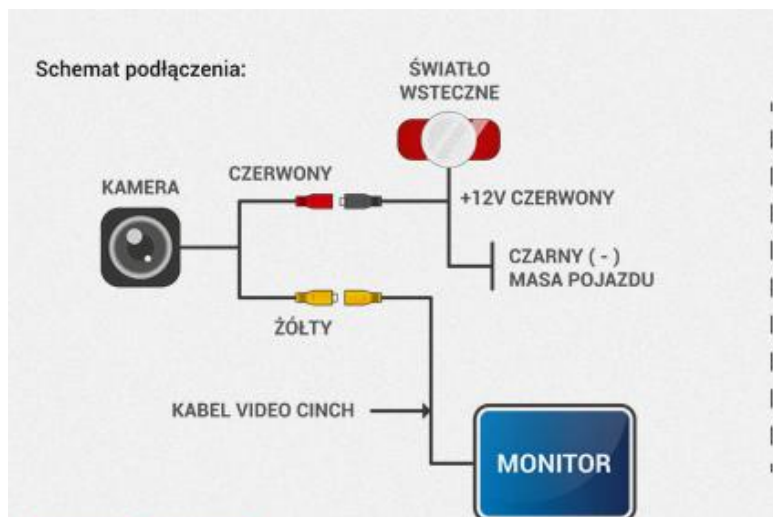 Schemat podłączenia:
ŚWIATŁO
WSTECZNE
CZERWONY
KAMERA
+12V CZERWONY
CZARNY ( - )
MASA POJAZDU
ŻÓŁTY
KABEL VIDEO CINCH
MONITOR